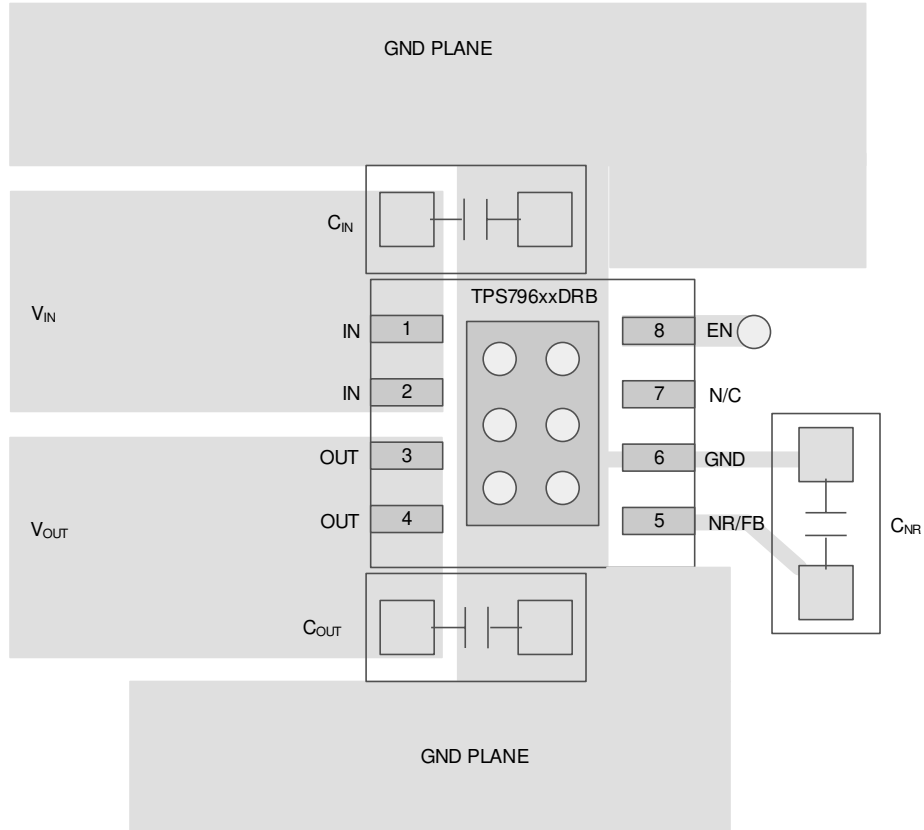 GND PLANE
C_IN
TPS796xxDRB
V_IN
IN 1 8 EN
IN 2 7 N/C
OUT 3 6 GND
V_OUT
OUT 4 5 NR/FB
C_NR
C_OUT
GND PLANE